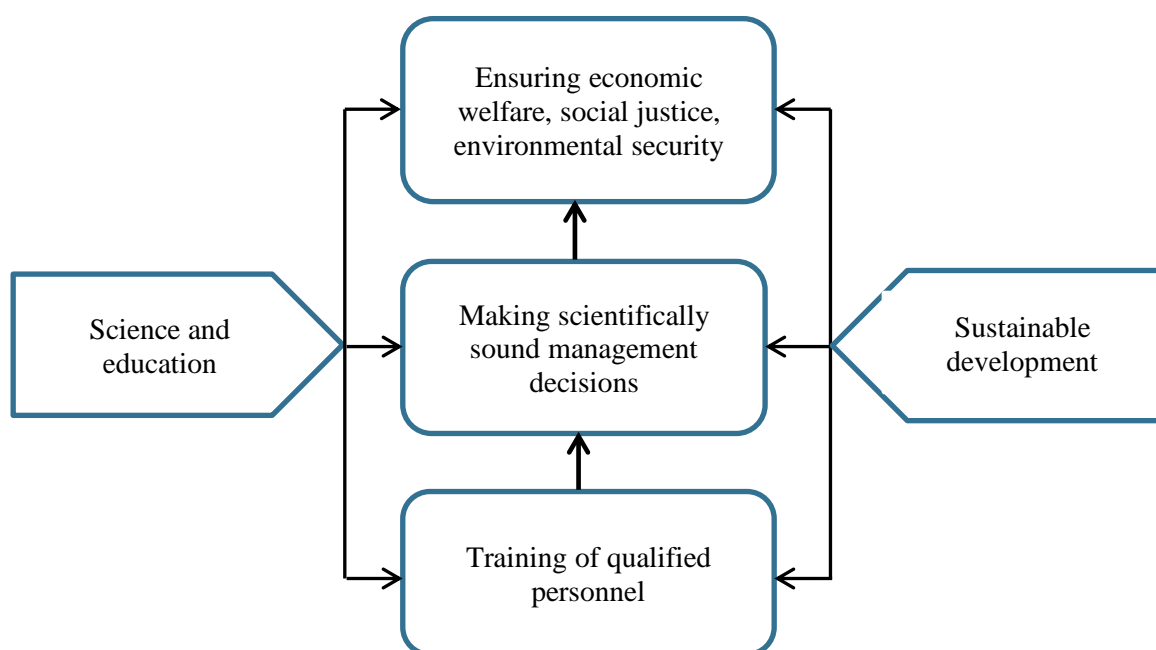 Ensuring economic
welfare, social justice,
environmental security
Science and
education
Making scientifically
sound management
decisions
Sustainable
development
Training of qualified
personnel